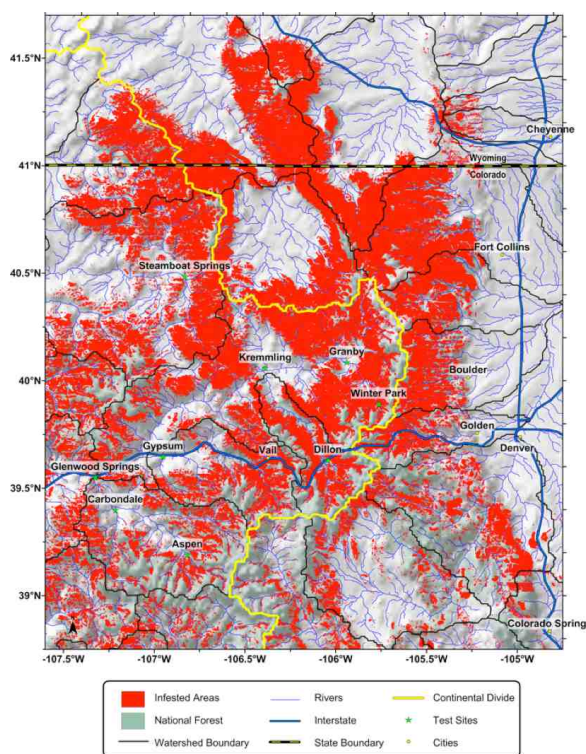 41.5°N
Cheyenne
41°N
Wyoming
Colorado
Fort Collins
Steamboat Springs
40.5°N
Kremmling
Granby
Boulder
40°N
Winter Park
Golden
Gypsum
Vail
Dillon
Denver
Glenwood Springs
39.5°N
Carbondale
Aspen
39°N
Colorado Spring
-107.5°W -107°W -106.5°W -106°W -105.5°W -105°W
Infested Areas Rivers Continental Divide
National Forest Interstate Test Sites
Watershed Boundary State Boundary Cities